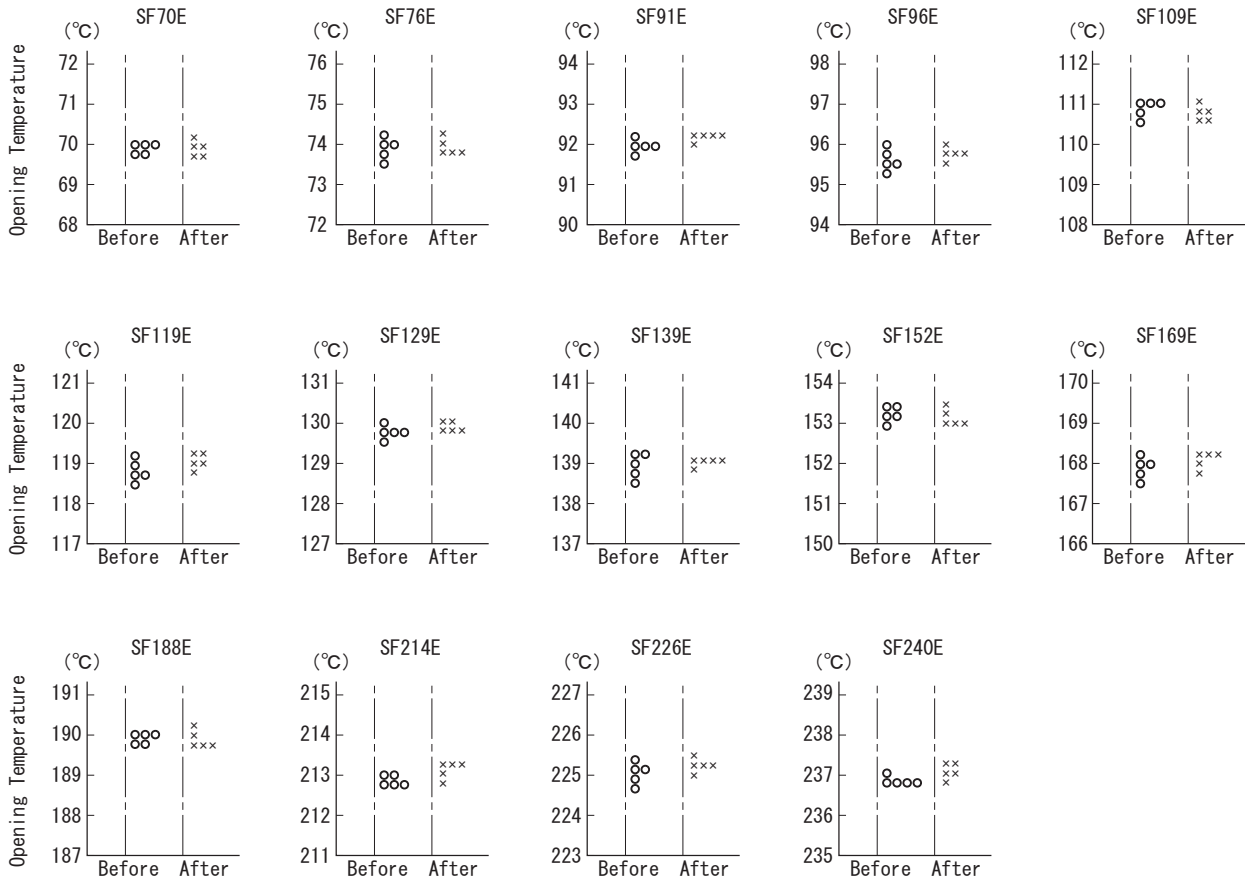 SF70E
(℃)
Opening Temperature
72
71
70
69
68
Before After
SF76E
(℃)
76
75
74
73
72
Before After
SF91E
(℃)
94
93
92
91
90
Before After
SF96E
(℃)
98
97
96
95
94
Before After
SF109E
(℃)
112
111
110
109
108
Before After
SF119E
(℃)
Opening Temperature
121
120
119
118
117
Before After
SF129E
(℃)
131
130
129
128
127
Before After
SF139E
(℃)
141
140
139
138
137
Before After
SF152E
(℃)
154
153
152
151
150
Before After
SF169E
(℃)
170
169
168
167
166
Before After
SF188E
(℃)
Opening Temperature
191
190
189
188
187
Before After
SF214E
(℃)
215
214
213
212
211
Before After
SF226E
(℃)
227
226
225
224
223
Before After
SF240E
(℃)
239
238
237
236
235
Before After